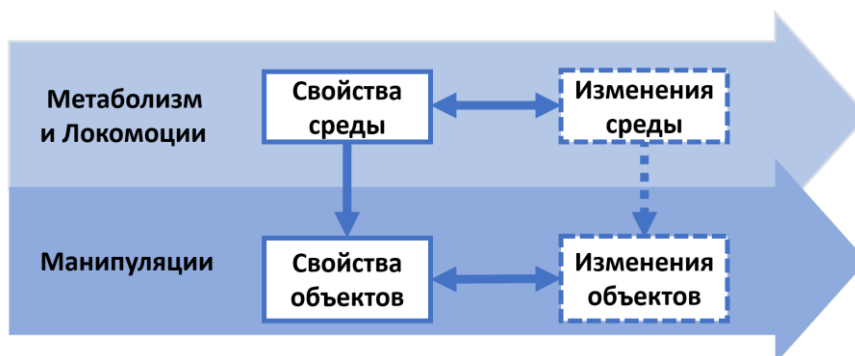 Метаболизм
и Локомоции
Свойства
среды
Изменения
среды
Манипуляции
Свойства
объектов
Изменения
объектов